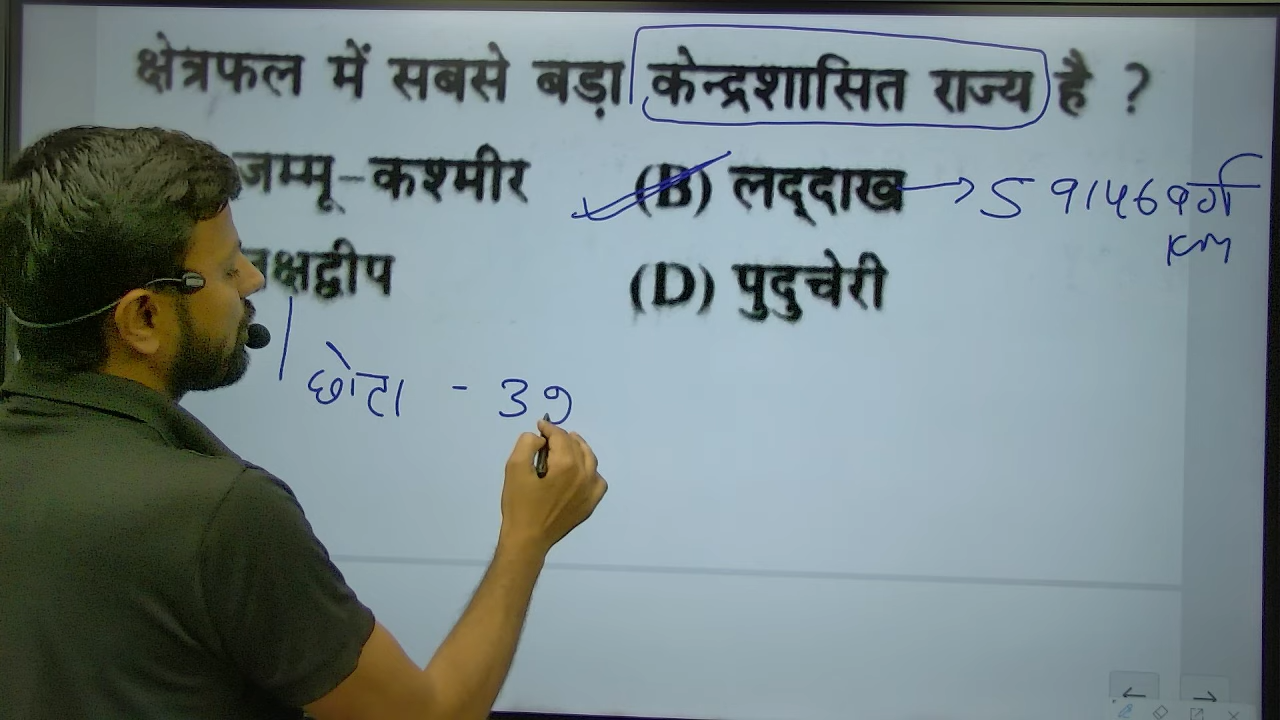 क्षेत्रफल में सबसे बड़ा केन्द्रशासित राज्य है ?
जम्मू-कश्मीर (B) लद्दाख → 59146 वर्ग
km
क्षद्वीप (D) पुदुचेरी
छोटा - 32